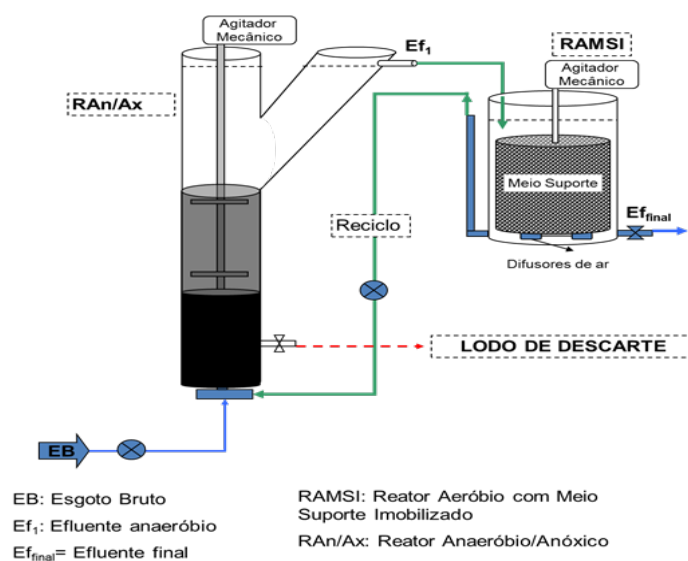 Agitador
Mecânico
Ef1
RAMSI
Agitador
Mecânico
RAn/Ax
Meio Suporte
Reciclo
Effinal
Difusores de ar
LODO DE DESCARTE
EB
EB: Esgoto Bruto
Ef1: Efluente anaeróbio
Effinal= Efluente final
RAMSI: Reator Aeróbio com Meio
Suporte Imobilizado
RAn/Ax: Reator Anaeróbio/Anóxico